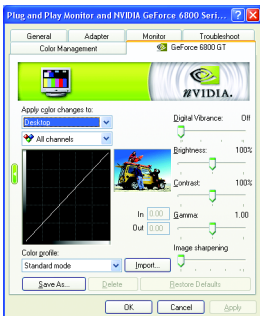 Plug and Play Monitor and NVIDIA GeForce 6800 Seri...
General Adapter Monitor Troubleshoot
Color Management GeForce 6800 GT
nVIDIA.
Apply color changes to:
Desktop
All channels
Digital Vibrance: Off
Brightness: 100%
Contrast: 100%
In 0.00 Gamma: 1.00
Out 0.00
Image sharpening
Color profile:
Standard mode Import...
Save As... Delete Restore Defaults
OK Cancel Apply